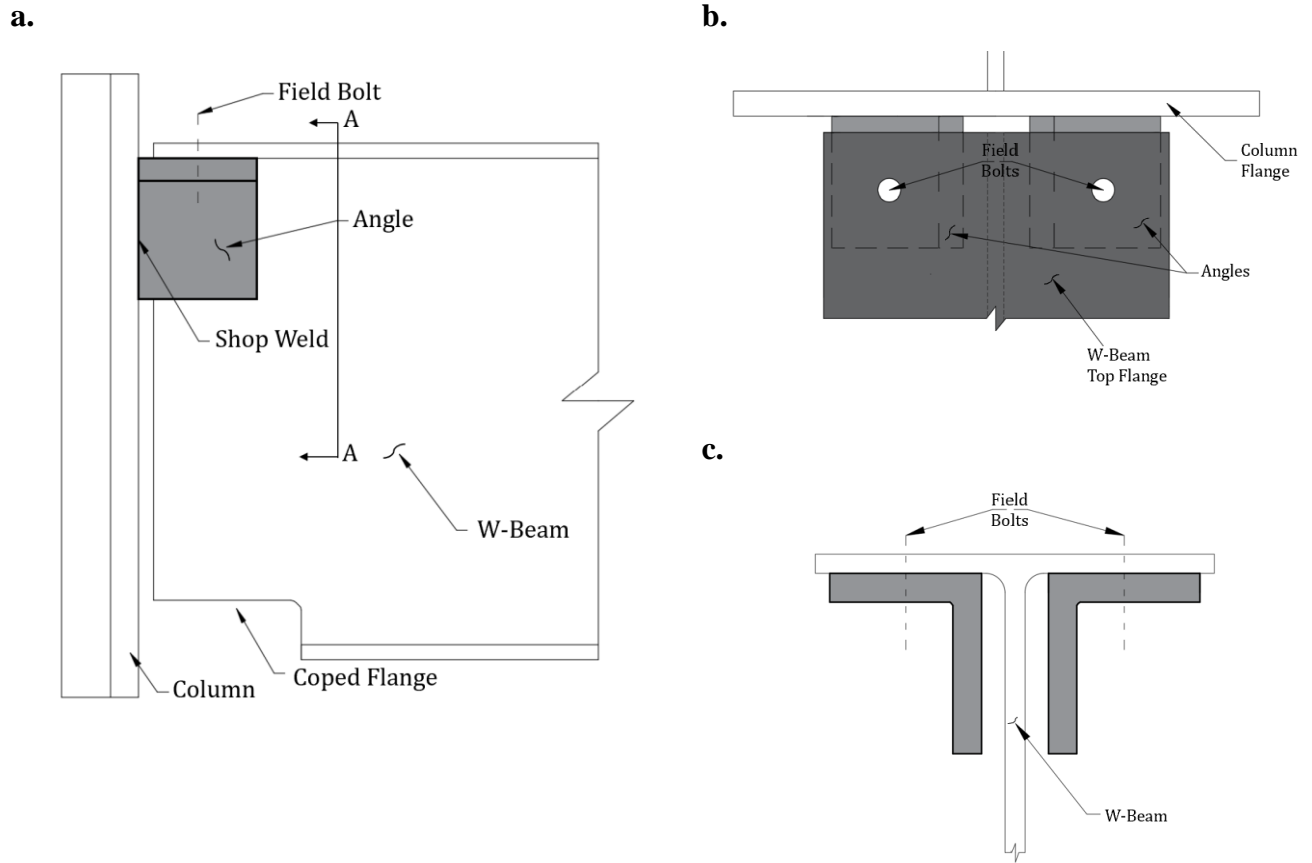 a.
Field Bolt
A
Angle
Shop Weld
A
W-Beam
Coped Flange
Column
b.
Field
Bolts
Column
Flange
Angles
W-Beam
Top Flange
c.
Field
Bolts
W-Beam